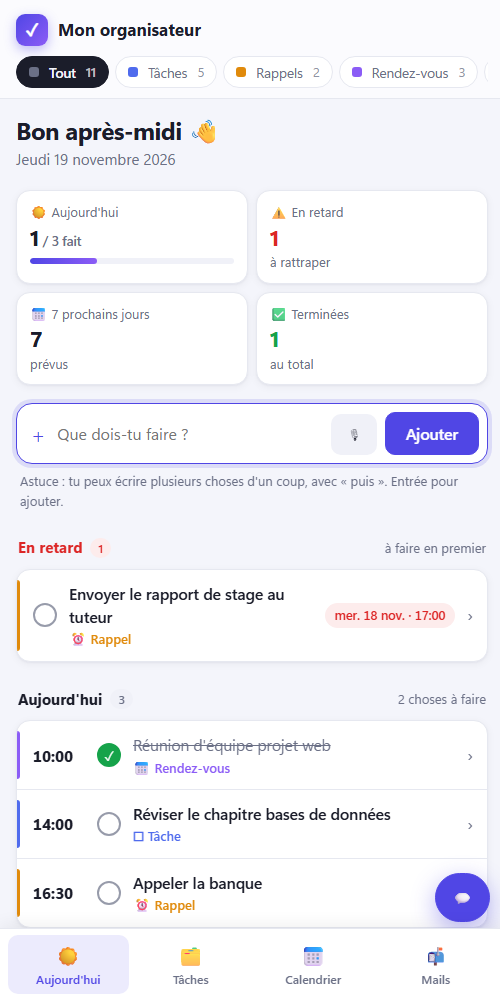 Mon organisateur
Tout 11 Tâches 5 Rappels 2 Rendez-vous 3
Bon après-midi
Jeudi 19 novembre 2026
Aujourd'hui
1 / 3 fait
En retard
1
à rattraper
7 prochains jours
7
prévus
Terminées
1
au total
+ Que dois-tu faire ? Ajouter
Astuce : tu peux écrire plusieurs choses d'un coup, avec « puis ». Entrée pour
ajouter.
En retard 1 à faire en premier
Envoyer le rapport de stage au
tuteur
mer. 18 nov. · 17:00 ›
Rappel
Aujourd'hui 3 2 choses à faire
10:00 Réunion d'équipe projet web ›
Rendez-vous
14:00 Réviser le chapitre bases de données ›
Tâche
16:30 Appeler la banque
Rappel
Aujourd'hui Tâches Calendrier Mails